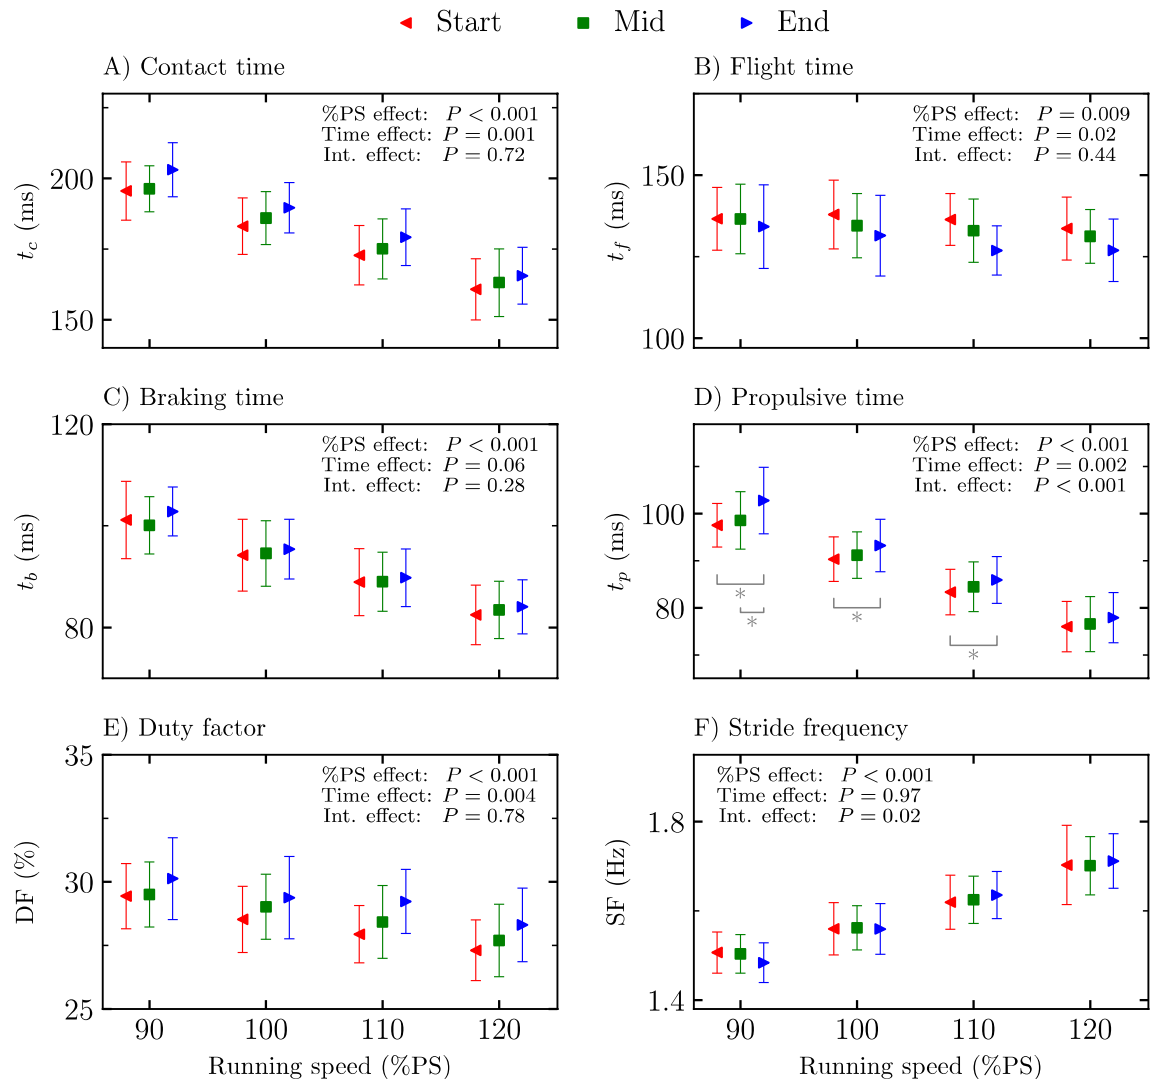 Start Mid End
A) Contact time
%PS effect: P < 0.001
Time effect: P = 0.001
Int. effect: P = 0.72
200
150
t_c (ms)
B) Flight time
%PS effect: P = 0.009
Time effect: P = 0.02
Int. effect: P = 0.44
150
100
t_f (ms)
C) Braking time
%PS effect: P < 0.001
Time effect: P = 0.06
Int. effect: P = 0.28
120
80
t_b (ms)
D) Propulsive time
%PS effect: P < 0.001
Time effect: P = 0.002
Int. effect: P < 0.001
100
80
t_p (ms)
*
*
*
*
E) Duty factor
%PS effect: P < 0.001
Time effect: P = 0.004
Int. effect: P = 0.78
35
30
25
DF (%)
90 100 110 120
Running speed (%PS)
F) Stride frequency
%PS effect: P < 0.001
Time effect: P = 0.97
Int. effect: P = 0.02
1.8
1.4
SF (Hz)
90 100 110 120
Running speed (%PS)